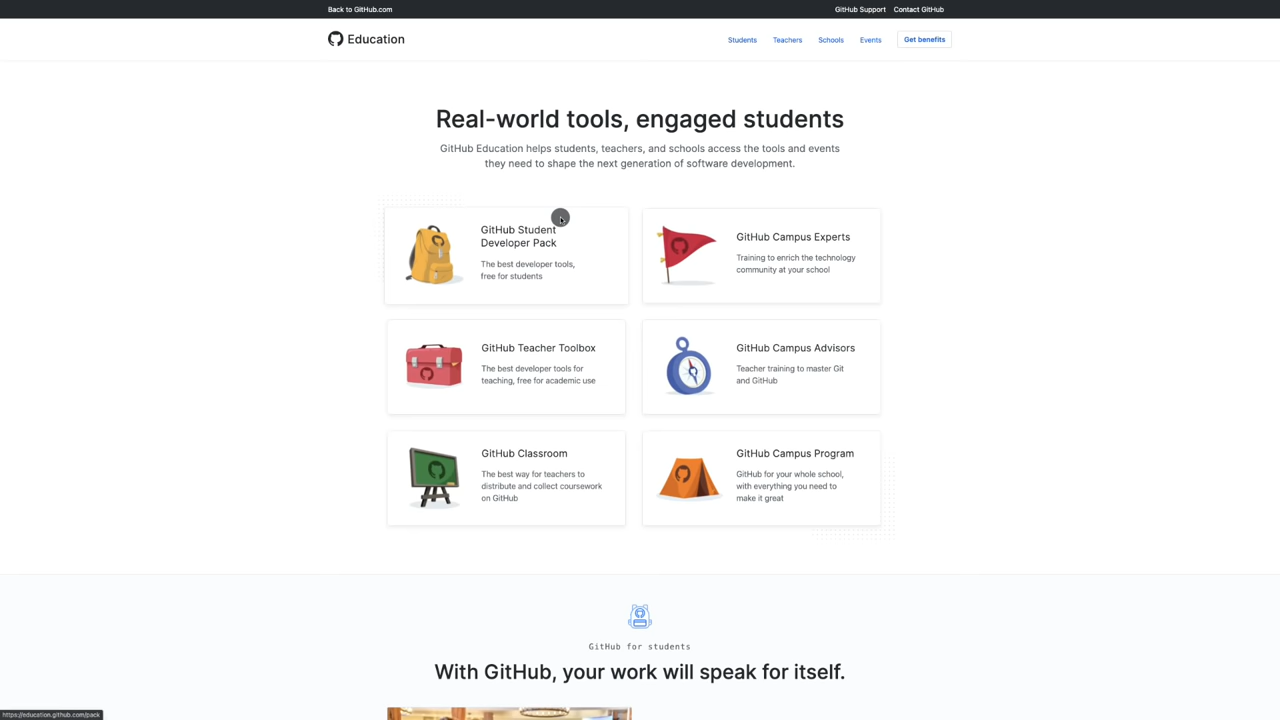 Back to GitHub.com
GitHub Support
Contact GitHub
Education
Students
Teachers
Schools
Events
Get benefits
Real-world tools, engaged students
GitHub Education helps students, teachers, and schools access the tools and events
they need to shape the next generation of software development.
GitHub Student
Developer Pack
The best developer tools,
free for students
GitHub Campus Experts
Training to enrich the technology
community at your school
GitHub Teacher Toolbox
The best developer tools for
teaching, free for academic use
GitHub Campus Advisors
Teacher training to master Git
and GitHub
GitHub Classroom
The best way for teachers to
distribute and collect coursework
on GitHub
GitHub Campus Program
GitHub for your whole school,
with everything you need to
make it great
GitHub for students
With GitHub, your work will speak for itself.
https://education.github.com/pack